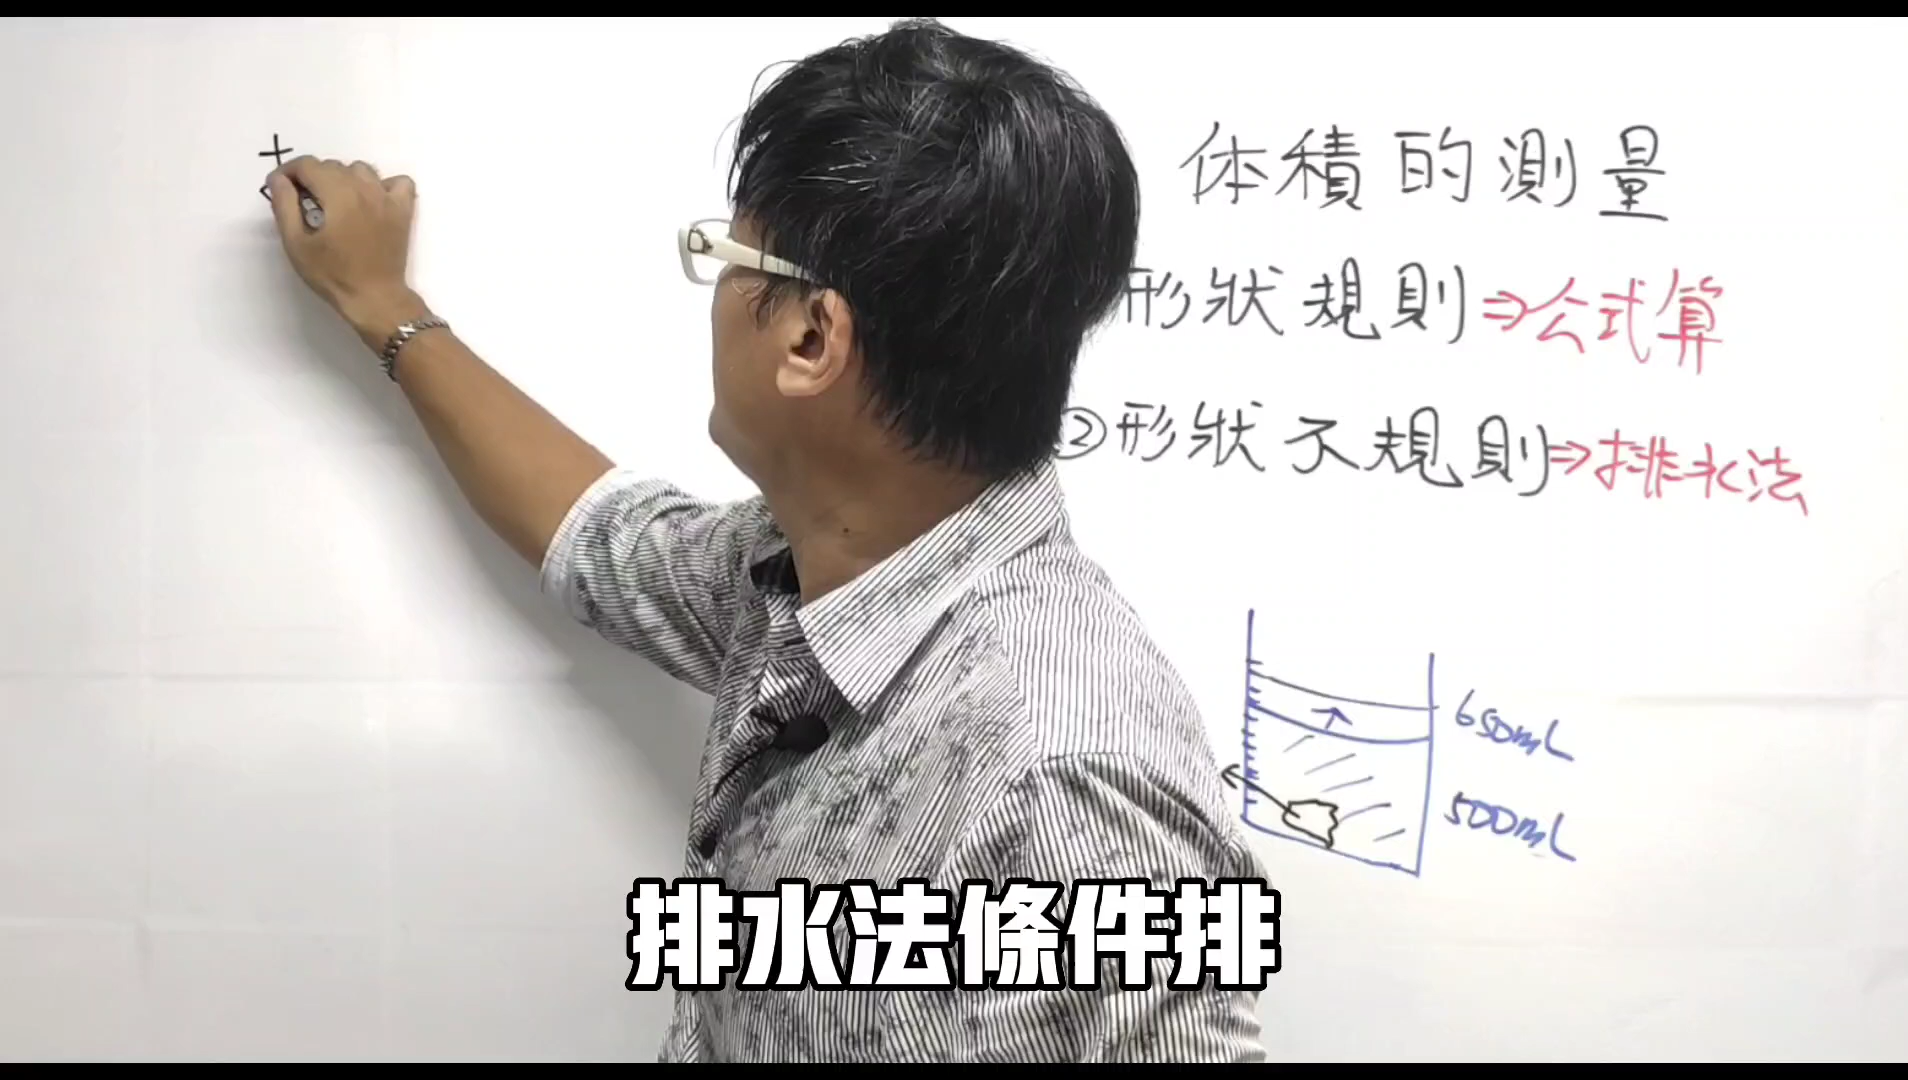 体積的測量
形狀規則⇒公式算
②形狀不規則⇒排水法
650mL
500mL
排水法條件排